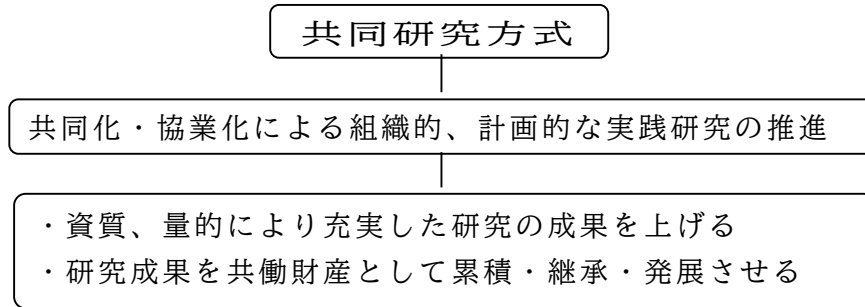 共同研究方式
共同化・協業化による組織的、計画的な実践研究の推進
・資質、量的により充実した研究の成果を上げる
・研究成果を共働財産として累積・継承・発展させる